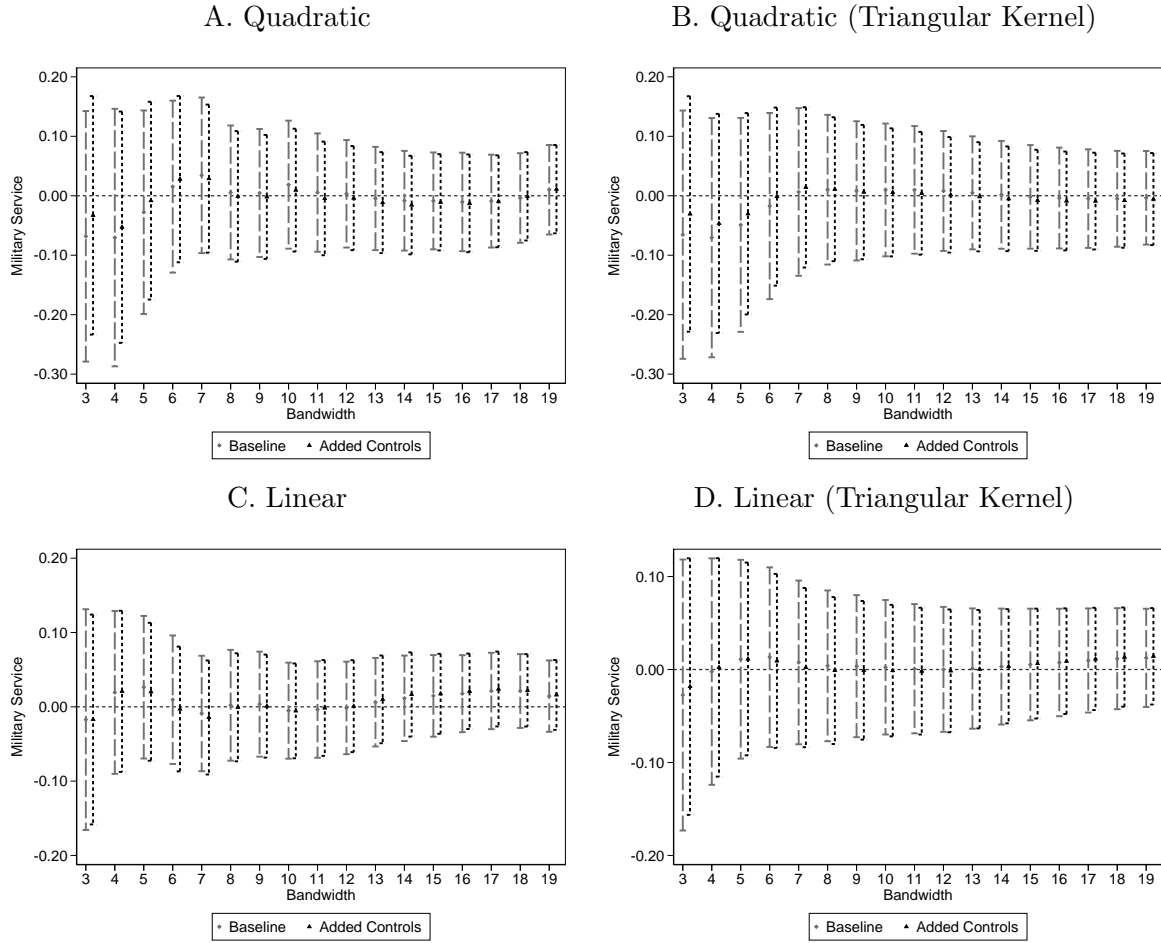 A. Quadratic
0.20
0.10
0.00
-0.10
-0.20
-0.30
Military Service
3 4 5 6 7 8 9 10 11 12 13 14 15 16 17 18 19
Bandwidth
Baseline Added Controls
B. Quadratic (Triangular Kernel)
0.20
0.10
0.00
-0.10
-0.20
-0.30
Military Service
3 4 5 6 7 8 9 10 11 12 13 14 15 16 17 18 19
Bandwidth
Baseline Added Controls
C. Linear
0.20
0.10
0.00
-0.10
-0.20
Military Service
3 4 5 6 7 8 9 10 11 12 13 14 15 16 17 18 19
Bandwidth
Baseline Added Controls
D. Linear (Triangular Kernel)
0.10
0.00
-0.10
-0.20
Military Service
3 4 5 6 7 8 9 10 11 12 13 14 15 16 17 18 19
Bandwidth
Baseline Added Controls